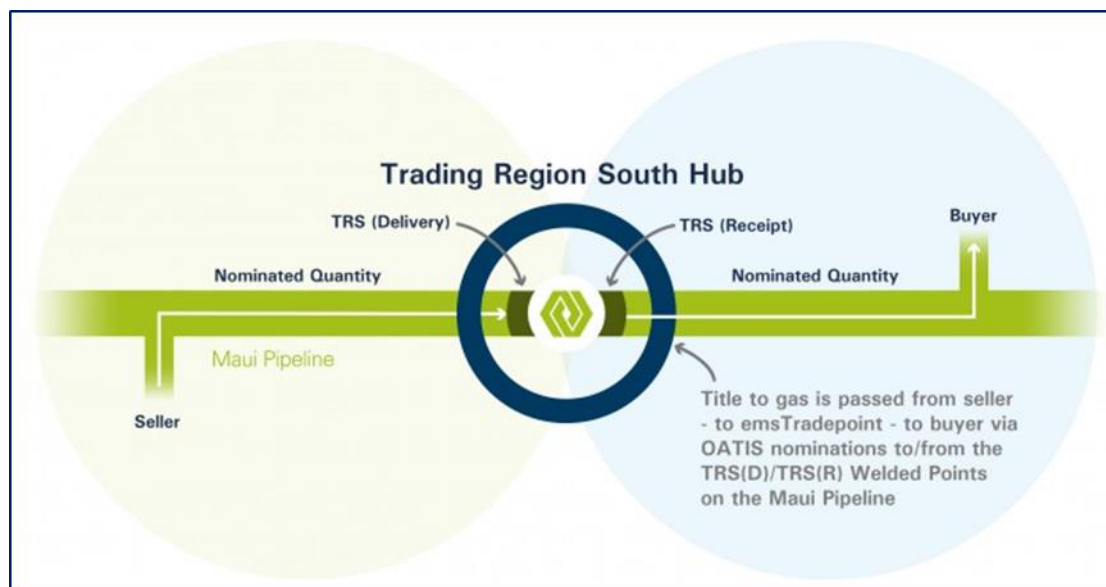 Trading Region South Hub
TRS (Delivery)
TRS (Receipt)
Buyer
Nominated Quantity
Nominated Quantity
Maui Pipeline
Seller
Title to gas is passed from seller
- to emsTradepoint - to buyer via
OATIS nominations to/from the
TRS(D)/TRS(R) Welded Points
on the Maui Pipeline